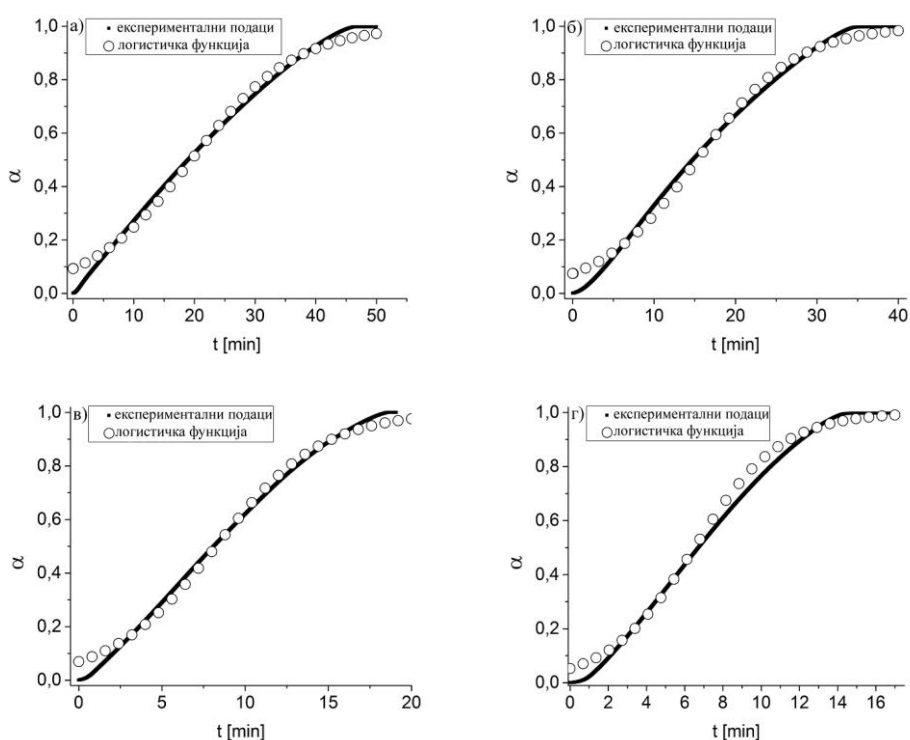 а)
експериментални подаци
логистичка функција
1,0
0,8
0,6
0,4
0,2
0,0
α
0 10 20 30 40 50
t [min]
б)
експериментални подаци
логистичка функција
1,0
0,8
0,6
0,4
0,2
0,0
α
0 10 20 30 40
t [min]
в)
експериментални подаци
логистичка функција
1,0
0,8
0,6
0,4
0,2
0,0
α
0 5 10 15 20
t [min]
г)
експериментални подаци
логистичка функција
1,0
0,8
0,6
0,4
0,2
0,0
α
0 2 4 6 8 10 12 14 16
t [min]